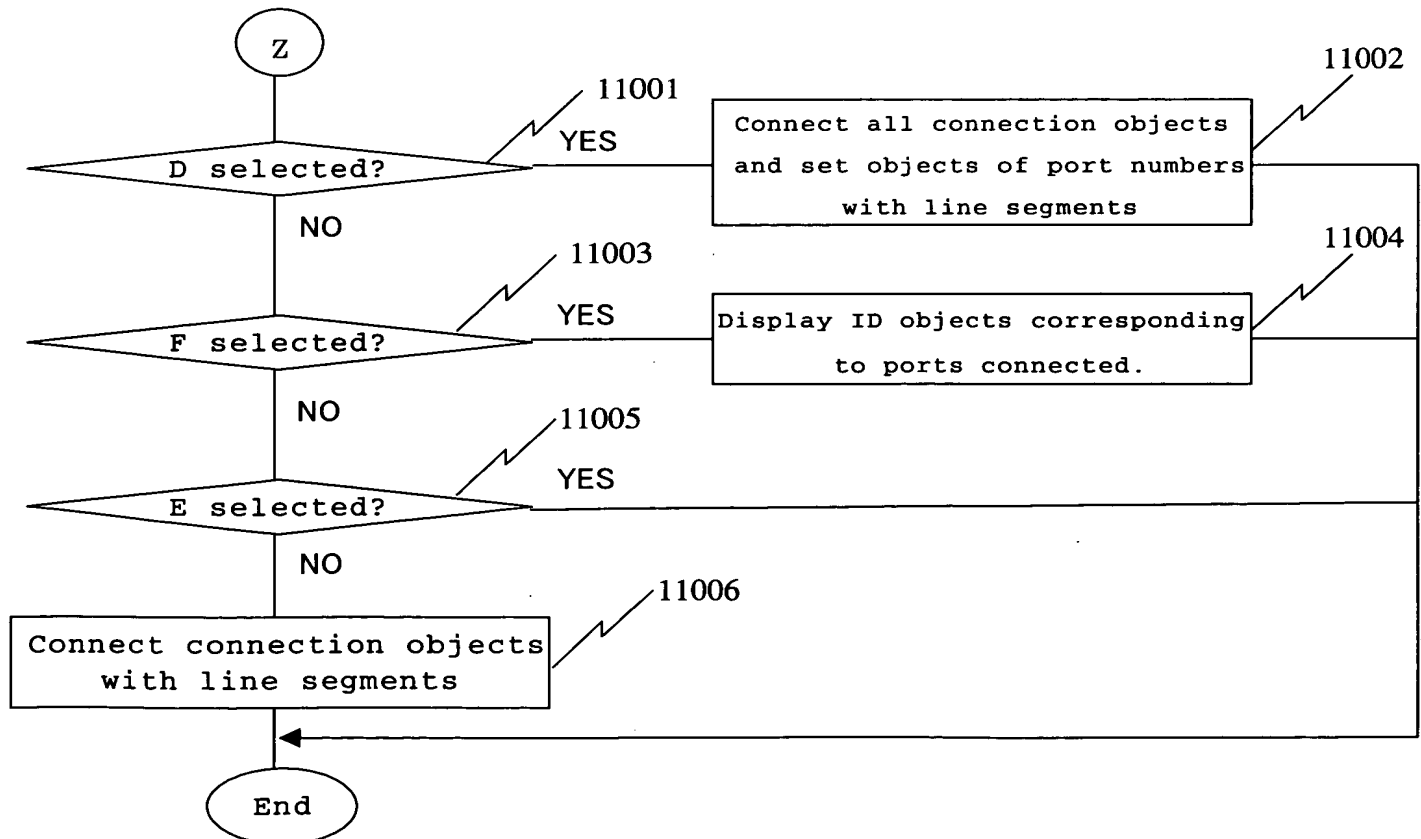 Z
11001
11002
D selected?
YES
Connect all connection objects
and set objects of port numbers
with line segments
NO
11003
11004
F selected?
YES
Display ID objects corresponding
to ports connected.
NO
11005
E selected?
YES
NO
11006
Connect connection objects
with line segments
End